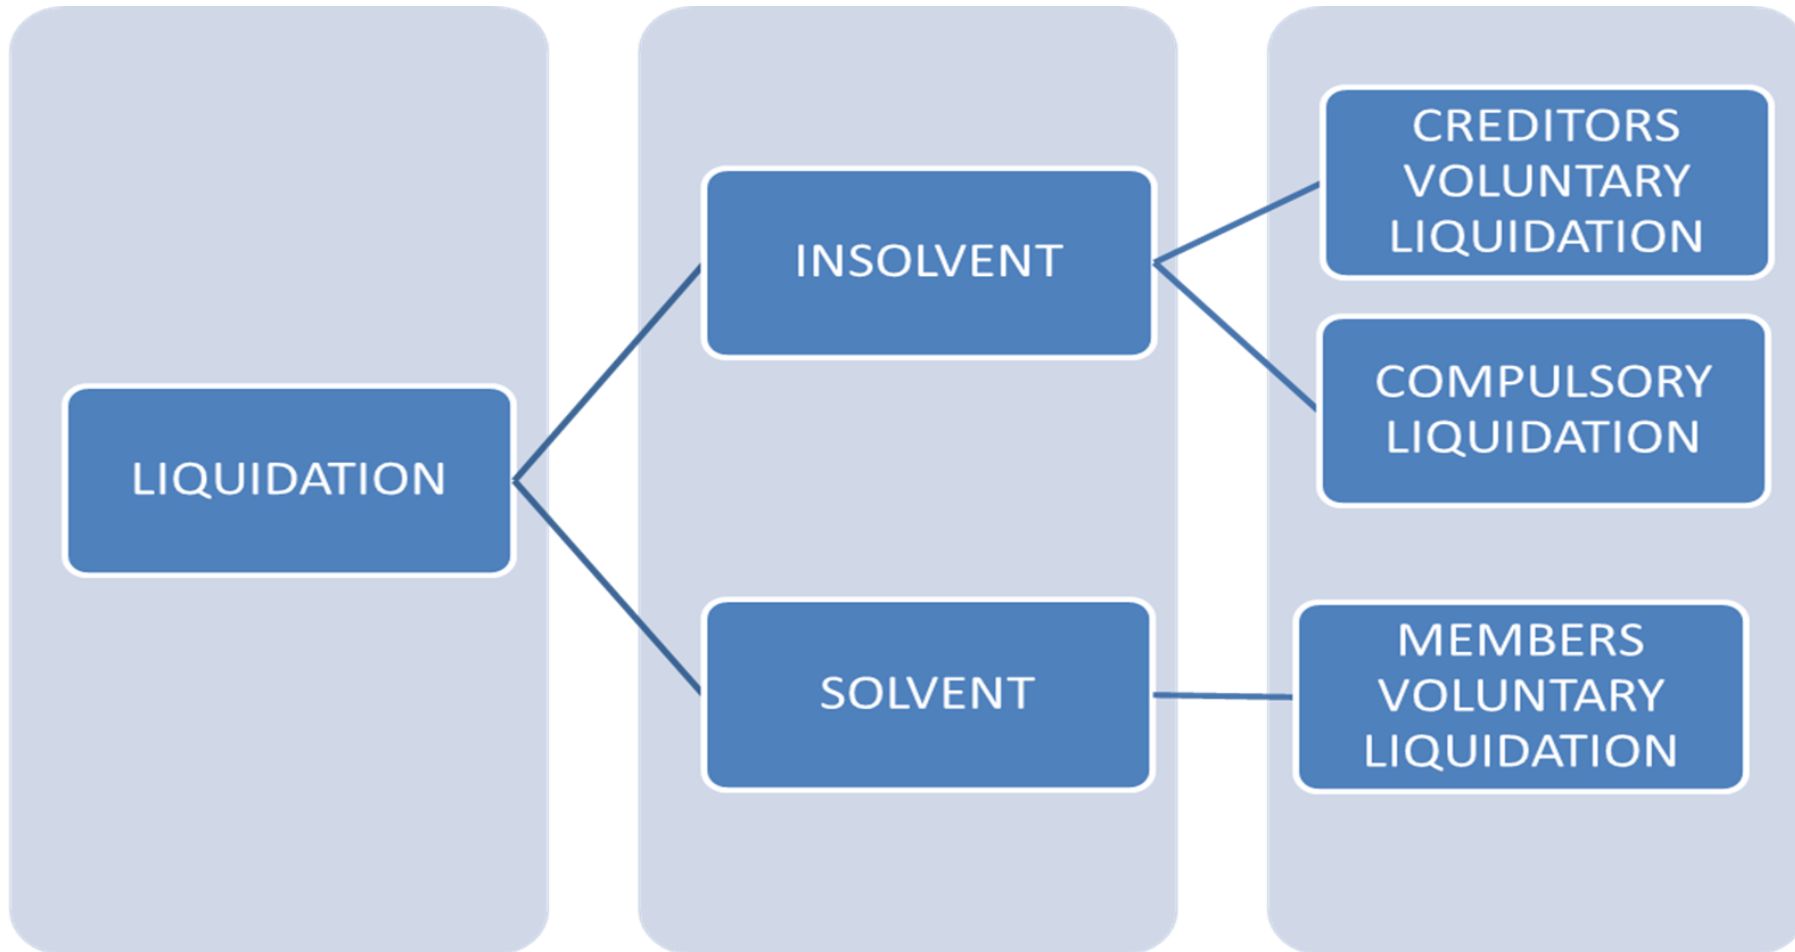 LIQUIDATION
INSOLVENT
SOLVENT
CREDITORS
VOLUNTARY
LIQUIDATION
COMPULSORY
LIQUIDATION
MEMBERS
VOLUNTARY
LIQUIDATION